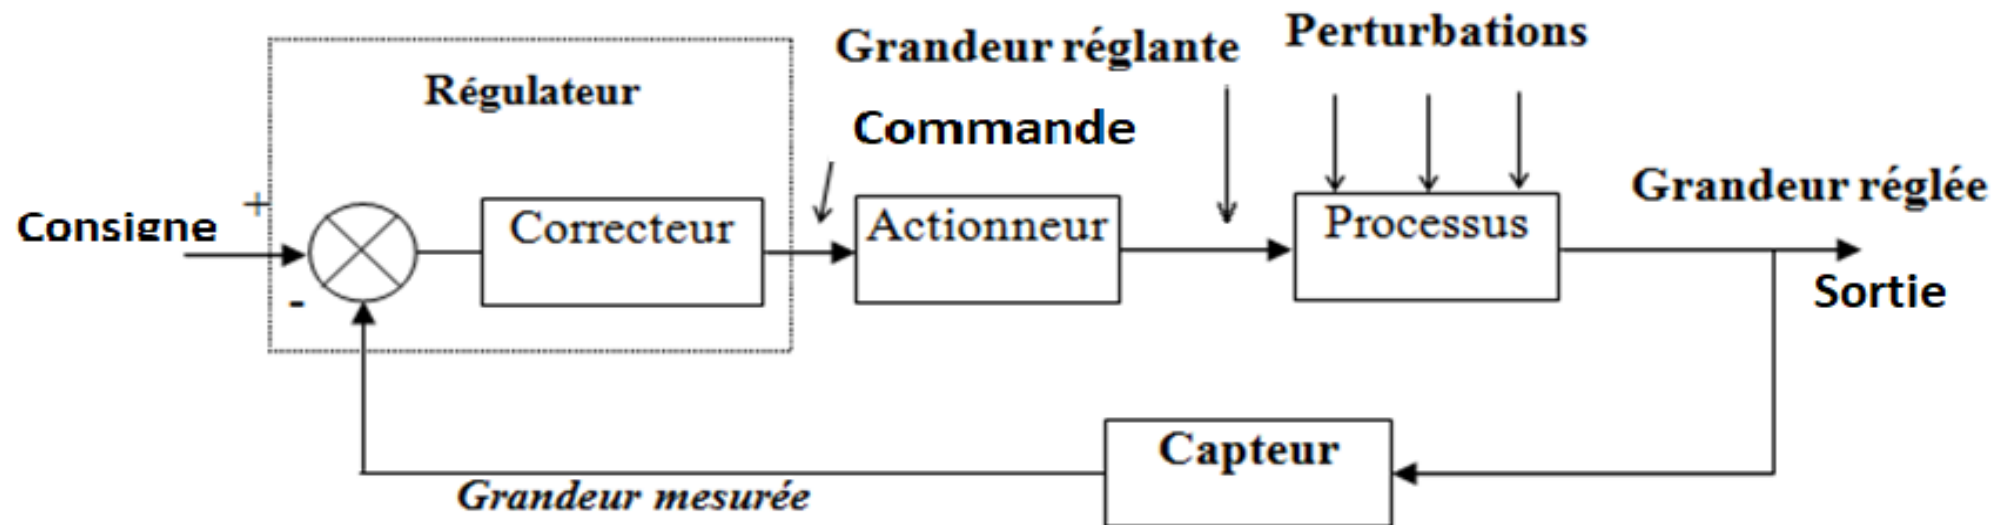 Grandeur réglante
Perturbations
Régulateur
Commande
Grandeur réglée
Consigne
+
-
Correcteur
Actionneur
Processus
Sortie
Capteur
Grandeur mesurée